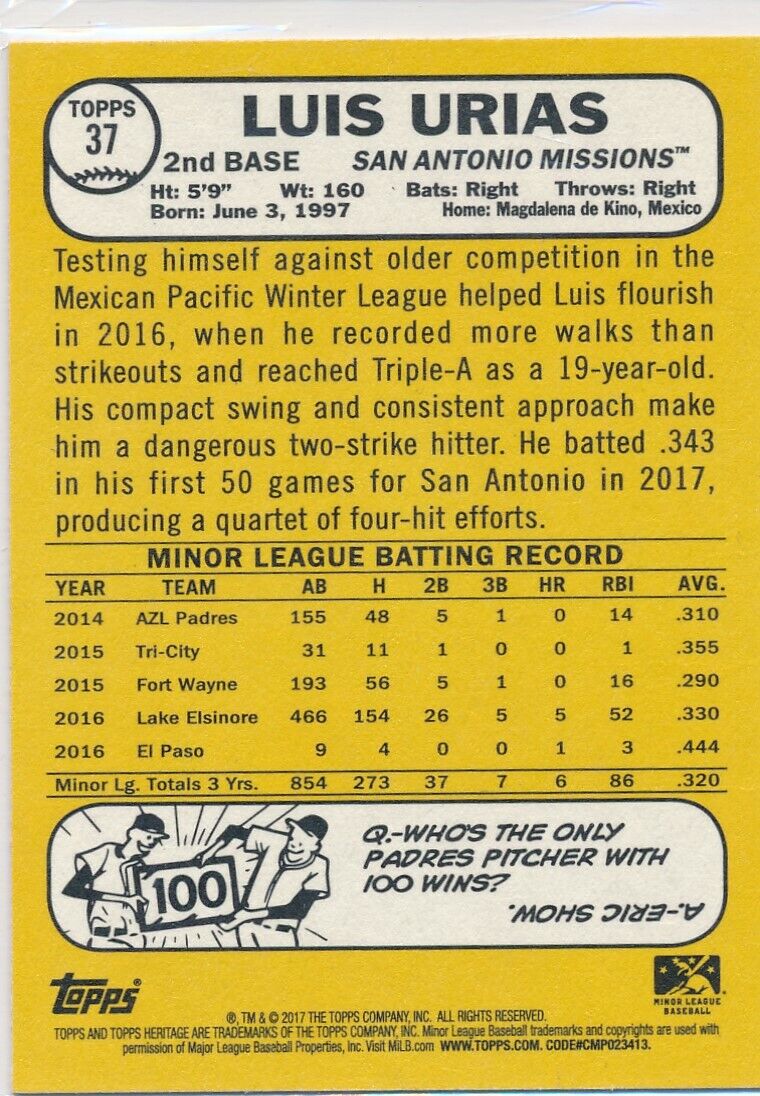 TOPPS
37
LUIS URIAS
2nd BASE SAN ANTONIO MISSIONS™
Ht: 5'9" Wt: 160 Bats: Right Throws: Right
Born: June 3, 1997 Home: Magdalena de Kino, Mexico
Testing himself against older competition in the
Mexican Pacific Winter League helped Luis flourish
in 2016, when he recorded more walks than
strikeouts and reached Triple-A as a 19-year-old.
His compact swing and consistent approach make
him a dangerous two-strike hitter. He batted .343
in his first 50 games for San Antonio in 2017,
producing a quartet of four-hit efforts.
MINOR LEAGUE BATTING RECORD
YEAR TEAM AB H 2B 3B HR RBI AVG.
2014 AZL Padres 155 48 5 1 0 14 .310
2015 Tri-City 31 11 1 0 0 1 .355
2015 Fort Wayne 193 56 5 1 0 16 .290
2016 Lake Elsinore 466 154 26 5 5 52 .330
2016 El Paso 9 4 0 0 1 3 .444
Minor Lg. Totals 3 Yrs. 854 273 37 7 6 86 .320
100
Q.-WHO'S THE ONLY
PADRES PITCHER WITH
100 WINS?
A.-ERIC SHOW.
topps®
MINOR LEAGUE
BASEBALL
®, TM & © 2017 THE TOPPS COMPANY, INC. ALL RIGHTS RESERVED.
TOPPS AND TOPPS HERITAGE ARE TRADEMARKS OF THE TOPPS COMPANY, INC. Minor League Baseball trademarks and copyrights are used with
permission of Major League Baseball Properties, Inc. Visit MiLB.com WWW.TOPPS.COM. CODE#CMP023413.